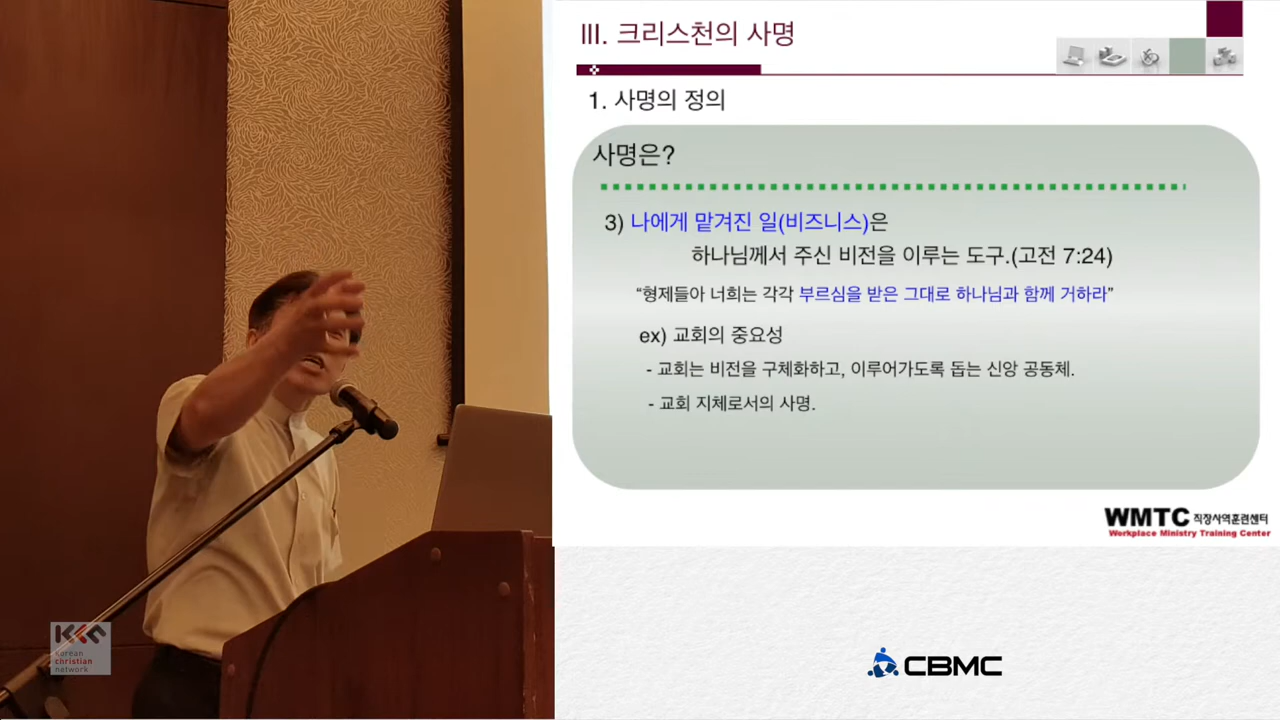 III. 크리스천의 사명
1. 사명의 정의
사명은?
3) 나에게 맡겨진 일(비즈니스)은
하나님께서 주신 비전을 이루는 도구.(고전 7:24)
“형제들아 너희는 각각 부르심을 받은 그대로 하나님과 함께 거하라”
ex) 교회의 중요성
- 교회는 비전을 구체화하고, 이루어가도록 돕는 신앙 공동체.
- 교회 지체로서의 사명.
WMTC 직장사역훈련센터
Workplace Ministry Training Center
CBMC
KCN
korean
christian
network